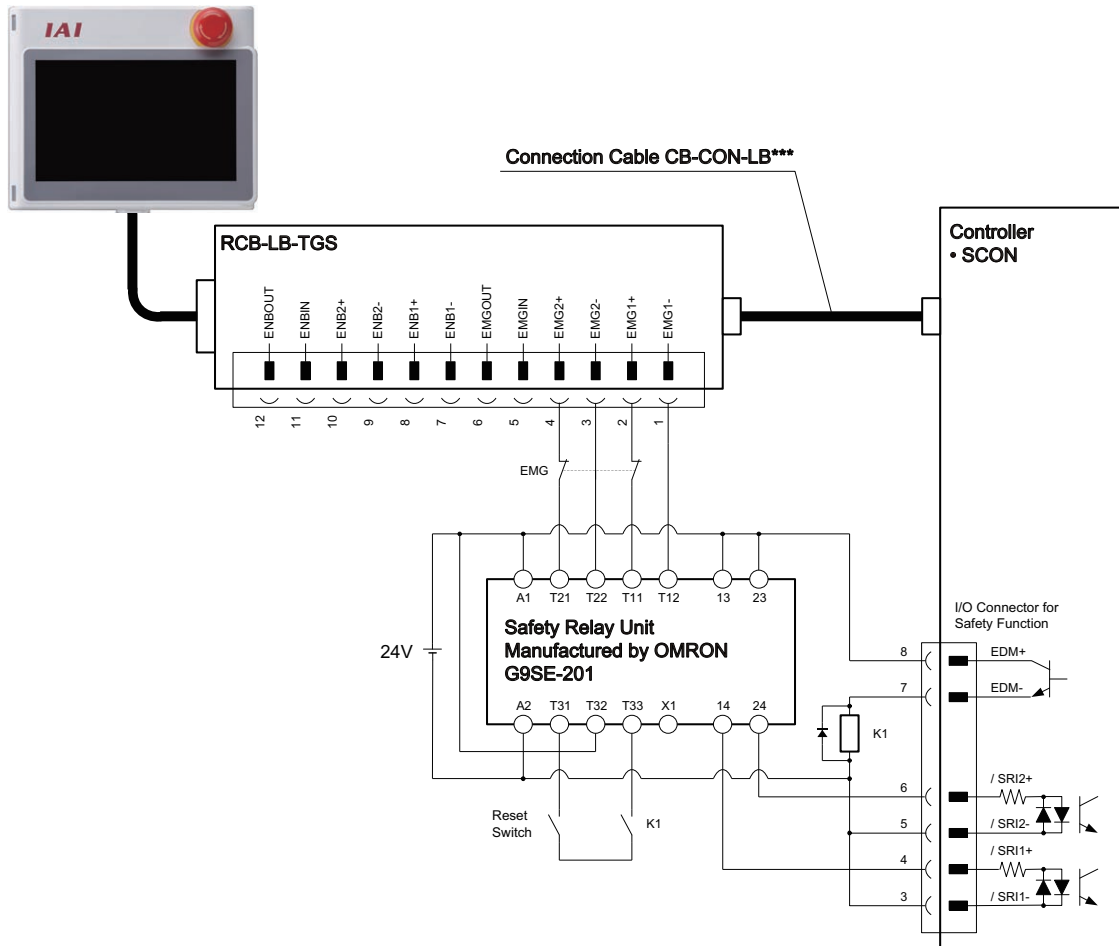 IAI
Connection Cable CB-CON-LB***
RCB-LB-TGS
Controller
• SCON
ENBOUT
ENBIN
ENB2+
ENB2-
ENB1+
ENB1-
EMGOUT
EMGIN
EMG2+
EMG2-
EMG1+
EMG1-
12
11
10
9
8
7
6
5
4
3
2
1
EMG
A1
T21
T22
T11
T12
13
23
Safety Relay Unit
Manufactured by OMRON
G9SE-201
24V
A2
T31
T32
T33
X1
14
24
I/O Connector for
Safety Function
8
EDM+
7
EDM-
K1
6
/ SRI2+
5
/ SRI2-
4
/ SRI1+
3
/ SRI1-
Reset
Switch
K1